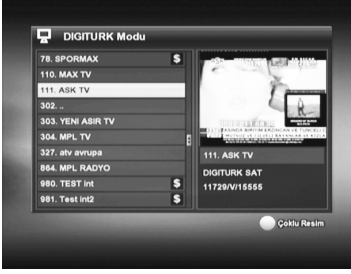 DIGITURK Modu
78. SPORMAX $
110. MAX TV
111. ASK TV
302. ..
303. YENI ASIR TV
304. MPL TV
327. atv avrupa
864. MPL RADYO
980. TEST int $
981. Test int2 $
111. ASK TV
DIGITURK SAT
11729/V/15555
Çoklu Resim